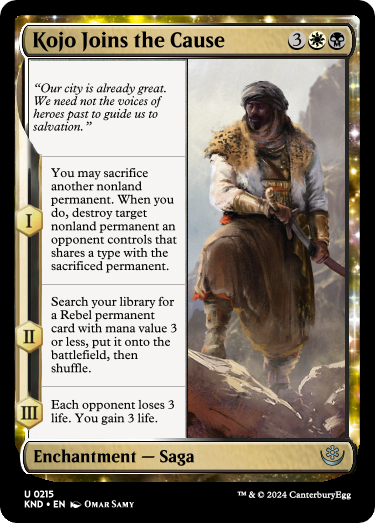 Kojo Joins the Cause 3
“Our city is already great.
We need not the voices of
heroes past to guide us to
salvation.”
I
You may sacrifice
another nonland
permanent. When you
do, destroy target
nonland permanent an
opponent controls that
shares a type with the
sacrificed permanent.
II
Search your library for
a Rebel permanent
card with mana value 3
or less, put it onto the
battlefield, then
shuffle.
III
Each opponent loses 3
life. You gain 3 life.
Enchantment — Saga
U 0215
KND • EN Omar Samy
™ & © 2024 CanterburyEgg